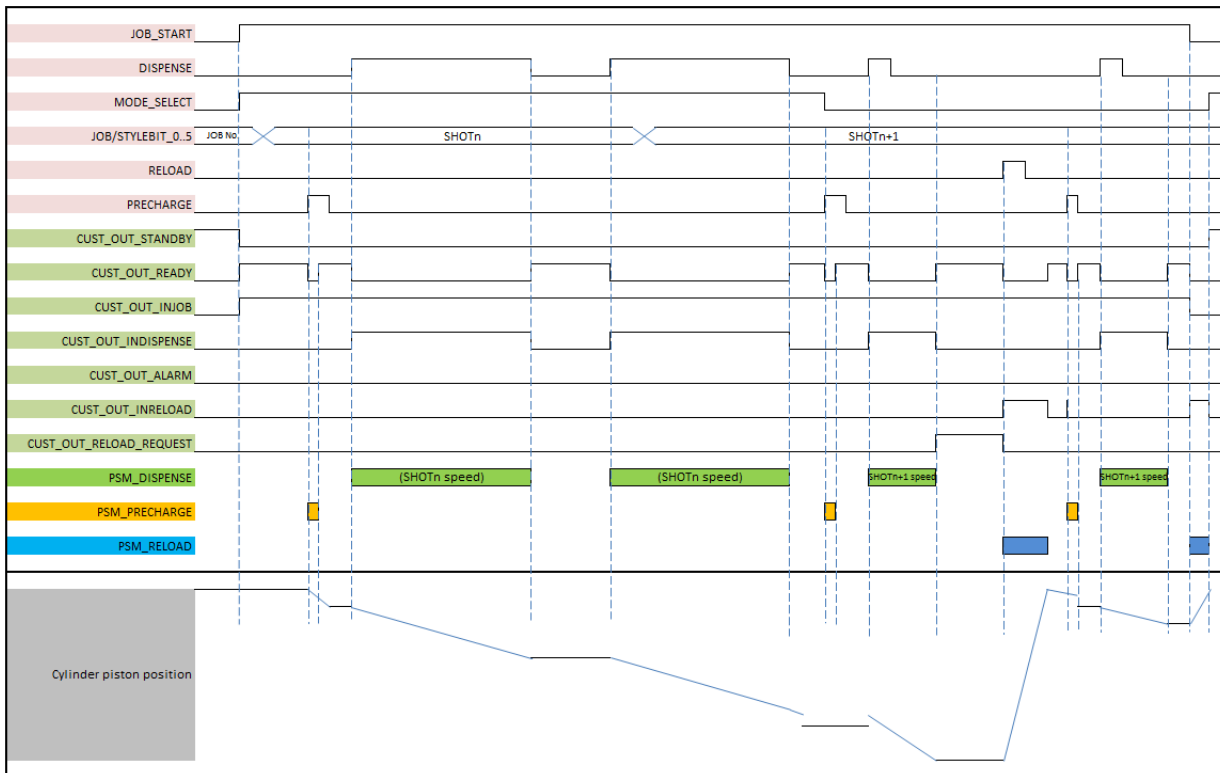 JOB_START
DISPENSE
MODE_SELECT
JOB/STYLEBIT_0..5 JOB No. SHOTn SHOTn+1
RELOAD
PRECHARGE
CUST_OUT_STANDBY
CUST_OUT_READY
CUST_OUT_INJOB
CUST_OUT_INDISPENSE
CUST_OUT_ALARM
CUST_OUT_INRELOAD
CUST_OUT_RELOAD_REQUEST
PSM_DISPENSE (SHOTn speed) (SHOTn speed) SHOTn+1 speed) SHOTn+1 speed)
PSM_PRECHARGE
PSM_RELOAD
Cylinder piston position